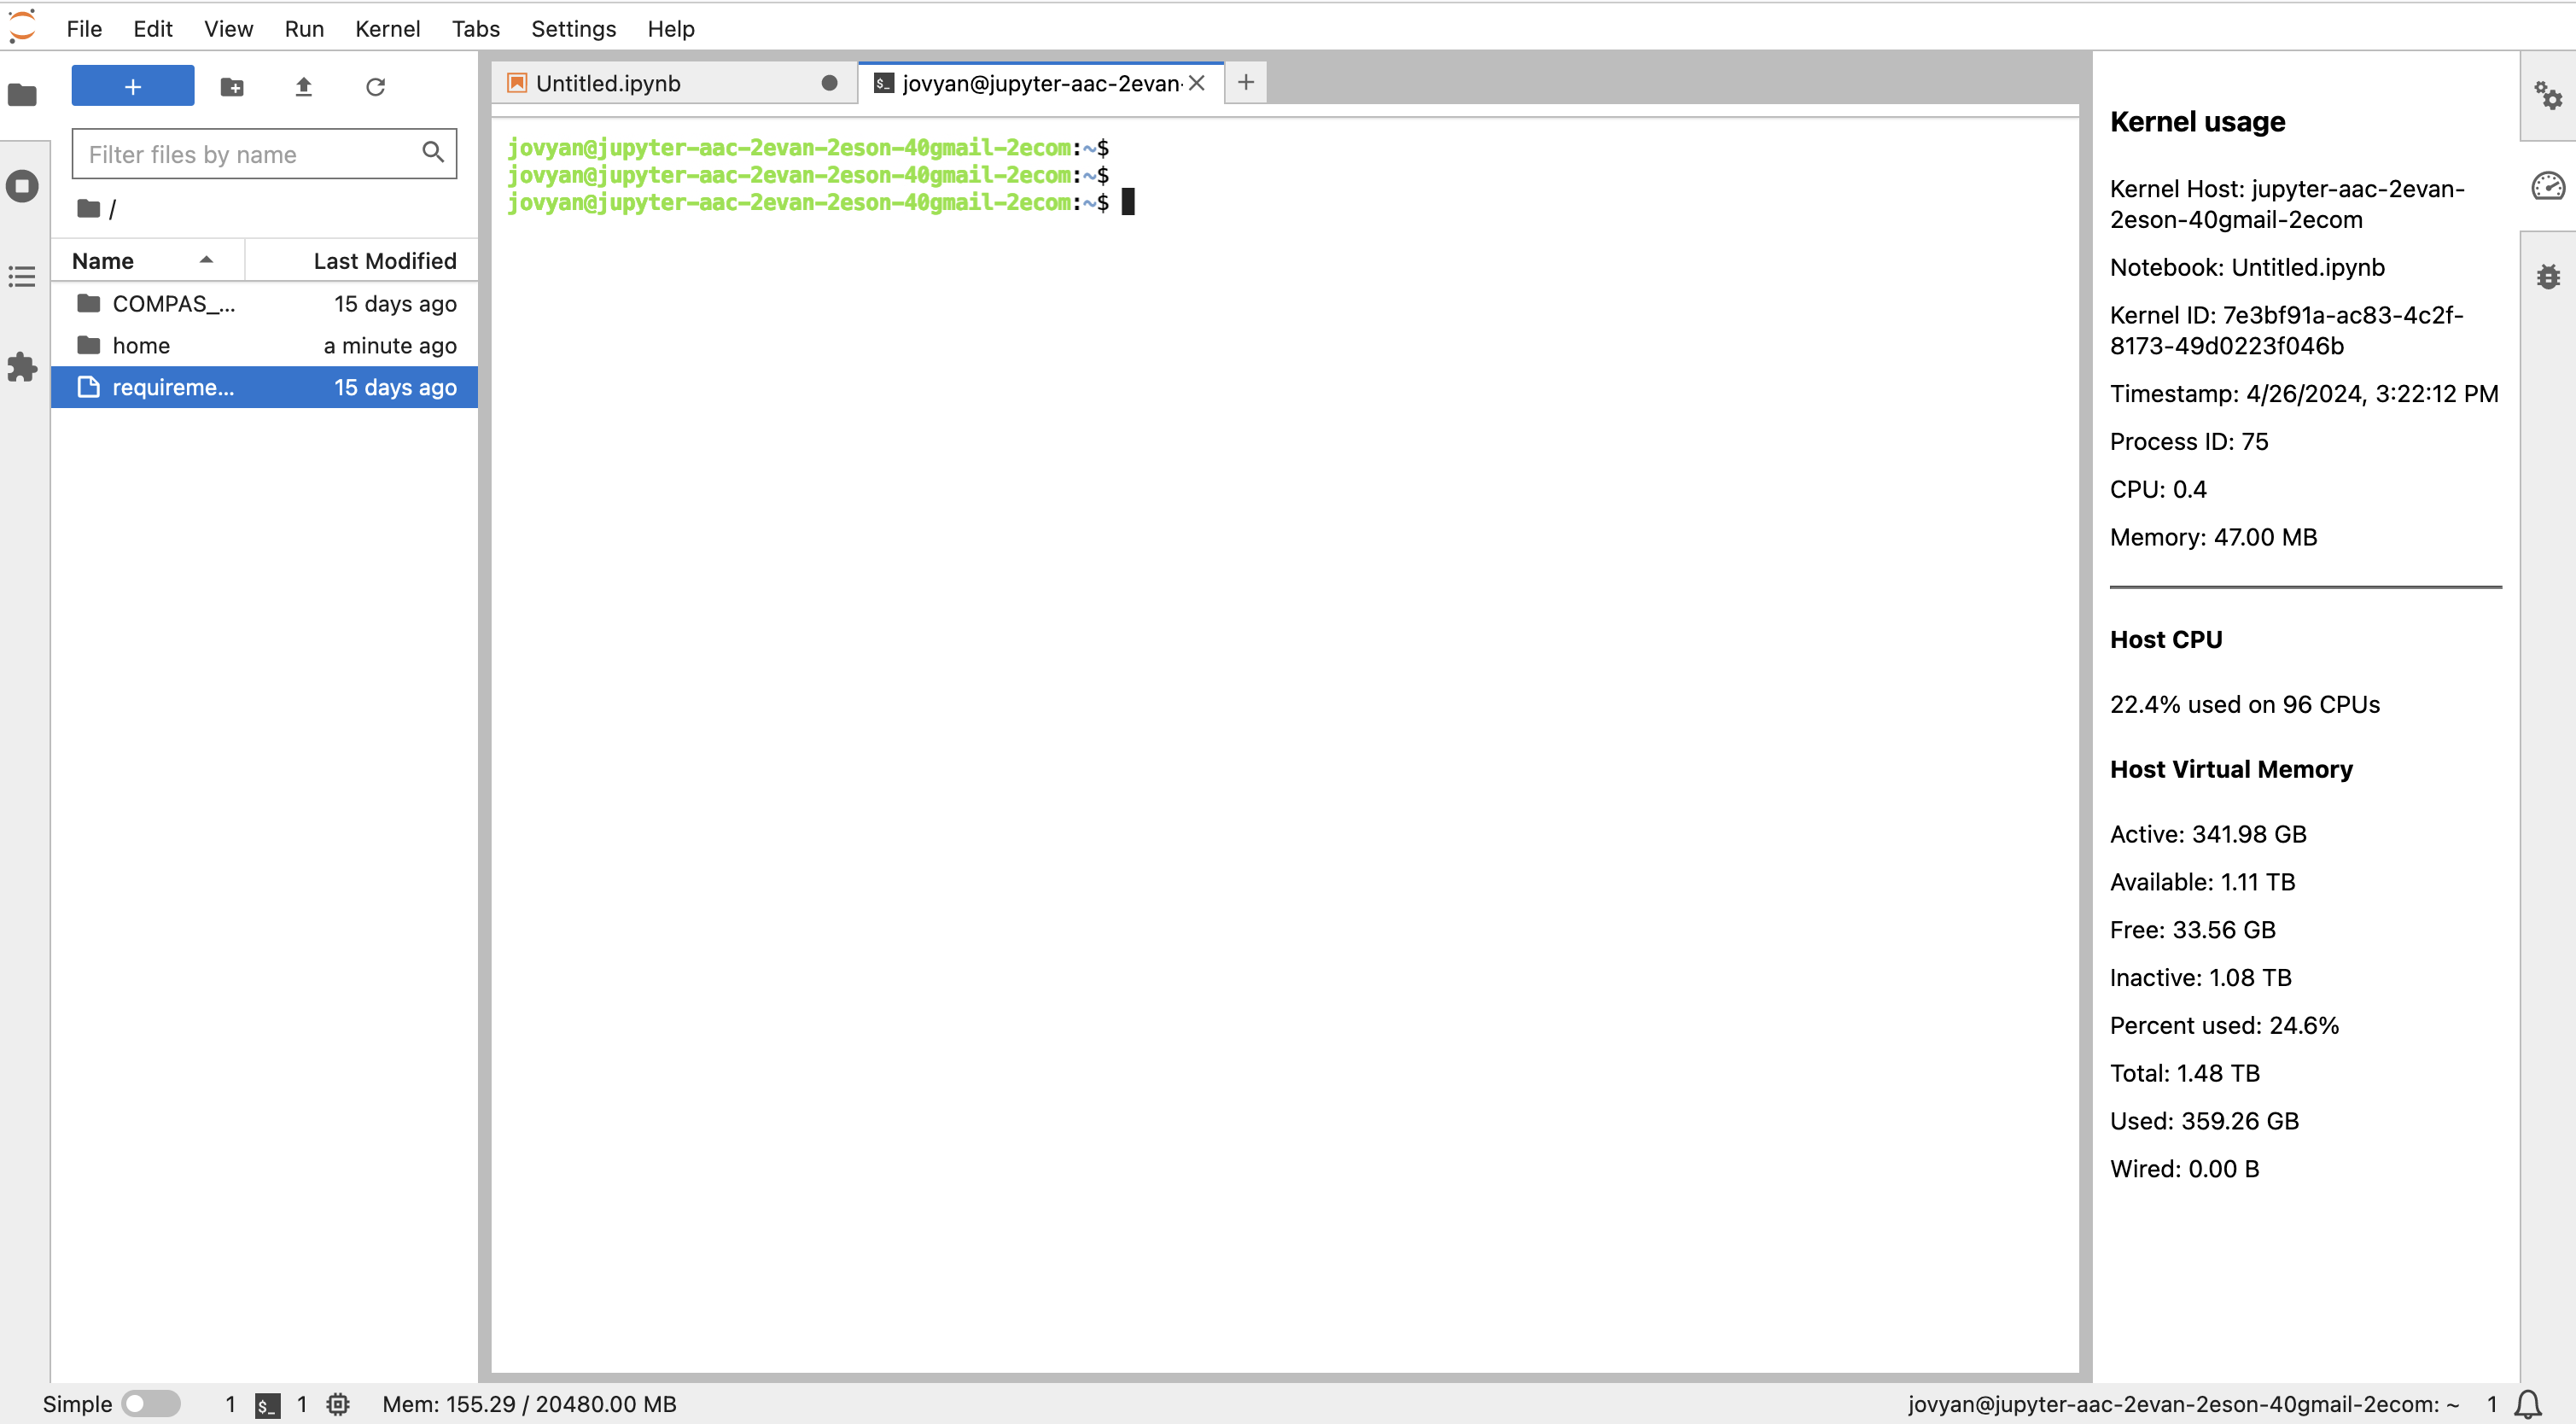 File Edit View Run Kernel Tabs Settings Help
+
Filter files by name
/
Name Last Modified
COMPAS_... 15 days ago
home a minute ago
requireme... 15 days ago
Untitled.ipynb
$_ jovyan@jupyter-aac-2evan-
+
jovyan@jupyter-aac-2evan-2eson-40gmail-2ecom:~$
jovyan@jupyter-aac-2evan-2eson-40gmail-2ecom:~$
jovyan@jupyter-aac-2evan-2eson-40gmail-2ecom:~$
Kernel usage
Kernel Host: jupyter-aac-2evan-
2eson-40gmail-2ecom
Notebook: Untitled.ipynb
Kernel ID: 7e3bf91a-ac83-4c2f-
8173-49d0223f046b
Timestamp: 4/26/2024, 3:22:12 PM
Process ID: 75
CPU: 0.4
Memory: 47.00 MB
Host CPU
22.4% used on 96 CPUs
Host Virtual Memory
Active: 341.98 GB
Available: 1.11 TB
Free: 33.56 GB
Inactive: 1.08 TB
Percent used: 24.6%
Total: 1.48 TB
Used: 359.26 GB
Wired: 0.00 B
Simple 1 $_ 1 Mem: 155.29 / 20480.00 MB jovyan@jupyter-aac-2evan-2eson-40gmail-2ecom: ~ 1